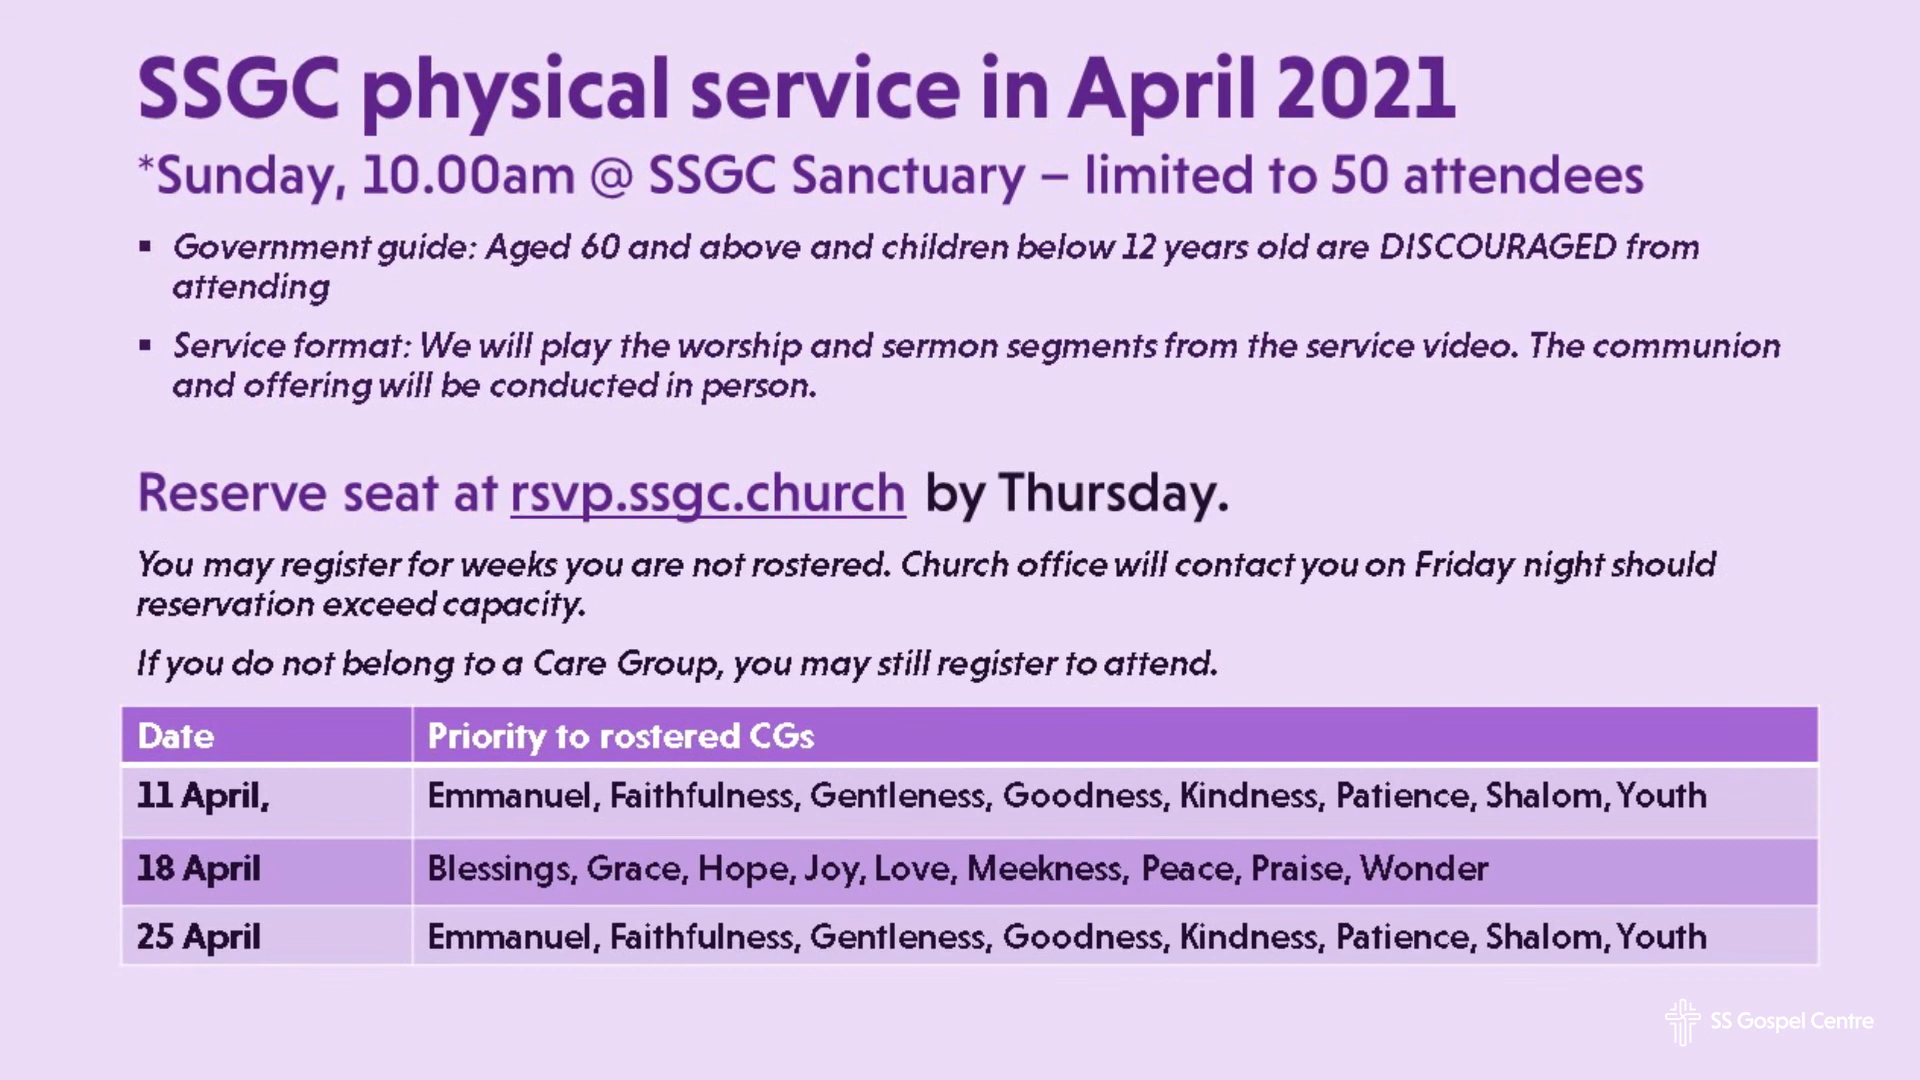 SSGC physical service in April 2021
*Sunday, 10.00am @ SSGC Sanctuary – limited to 50 attendees
▪ Government guide: Aged 60 and above and children below 12 years old are DISCOURAGED from
attending
▪ Service format: We will play the worship and sermon segments from the service video. The communion
and offering will be conducted in person.
Reserve seat at rsvp.ssgc.church by Thursday.
You may register for weeks you are not rostered. Church office will contact you on Friday night should
reservation exceed capacity.
If you do not belong to a Care Group, you may still register to attend.
Date Priority to rostered CGs
11 April, Emmanuel, Faithfulness, Gentleness, Goodness, Kindness, Patience, Shalom, Youth
18 April Blessings, Grace, Hope, Joy, Love, Meekness, Peace, Praise, Wonder
25 April Emmanuel, Faithfulness, Gentleness, Goodness, Kindness, Patience, Shalom, Youth
SS Gospel Centre